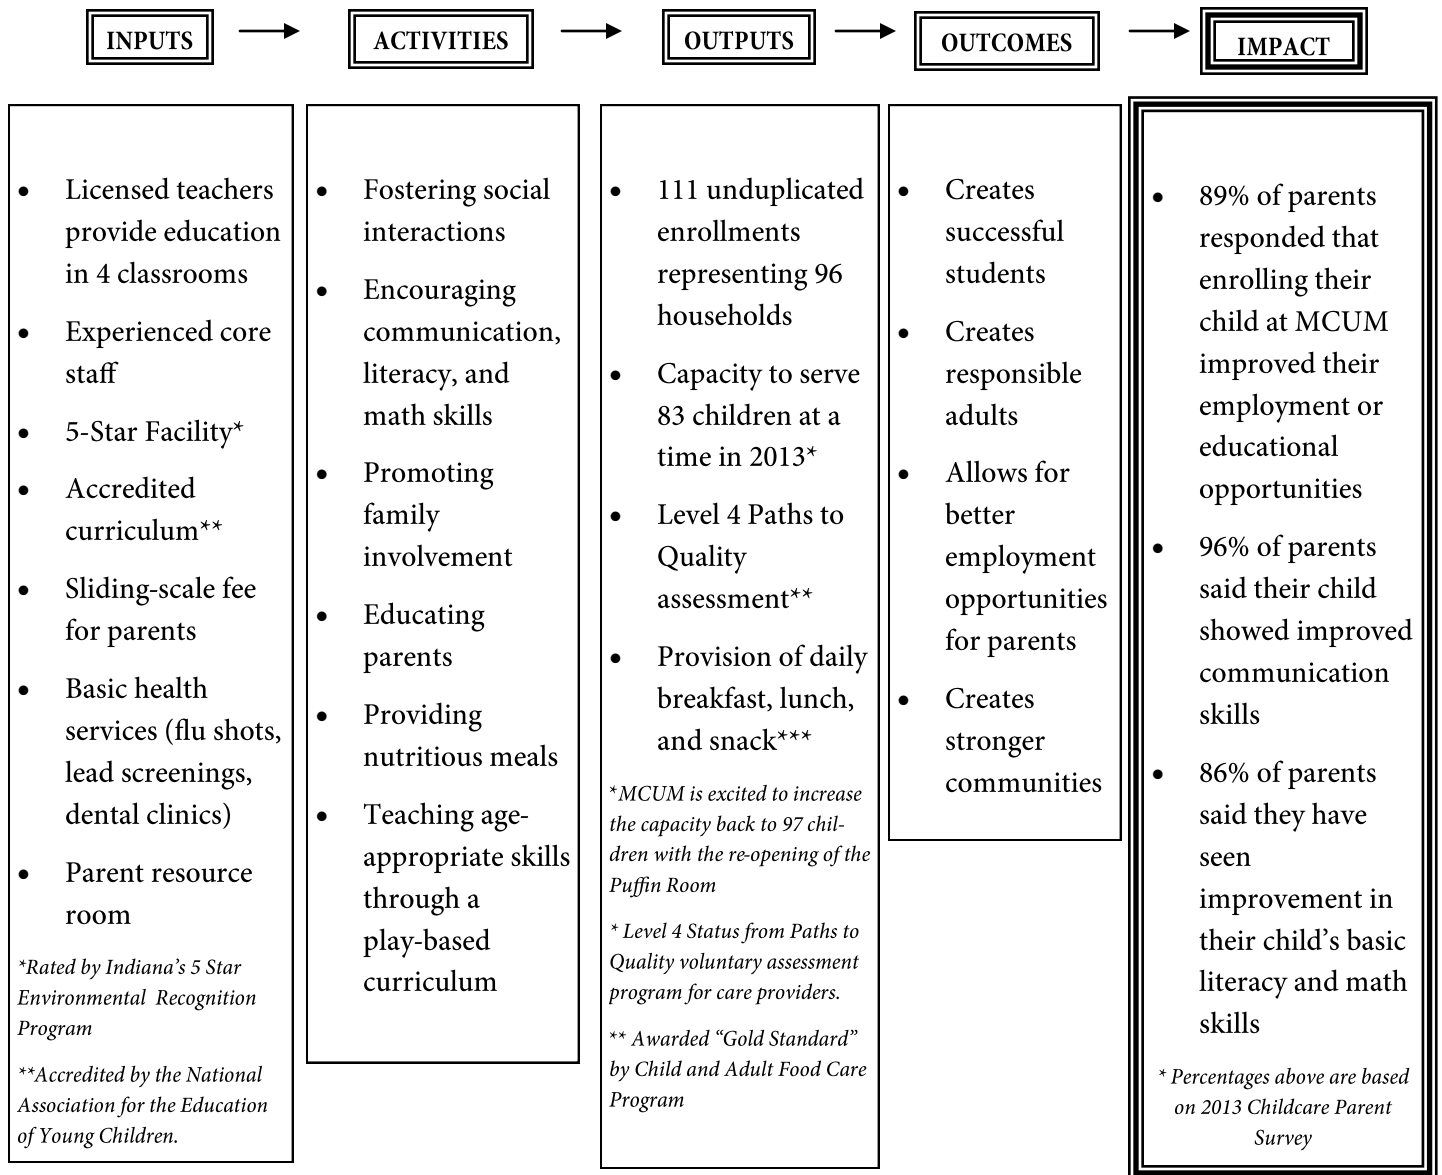 INPUTS
ACTIVITIES
OUTPUTS
OUTCOMES
IMPACT
• Licensed teachers
provide education
in 4 classrooms
• Experienced core
staff
• 5-Star Facility*
• Accredited
curriculum**
• Sliding-scale fee
for parents
• Basic health
services (flu shots,
lead screenings,
dental clinics)
• Parent resource
room
*Rated by Indiana’s 5 Star
Environmental Recognition
Program
**Accredited by the National
Association for the Education
of Young Children.
• Fostering social
interactions
• Encouraging
communication,
literacy, and
math skills
• Promoting
family
involvement
• Educating
parents
• Providing
nutritious meals
• Teaching age-
appropriate skills
through a
play-based
curriculum
• 111 unduplicated
enrollments
representing 96
households
• Capacity to serve
83 children at a
time in 2013*
• Level 4 Paths to
Quality
assessment**
• Provision of daily
breakfast, lunch,
and snack***
*MCUM is excited to increase
the capacity back to 97 chil-
dren with the re-opening of the
Puffin Room
* Level 4 Status from Paths to
Quality voluntary assessment
program for care providers.
** Awarded “Gold Standard”
by Child and Adult Food Care
Program
• Creates
successful
students
• Creates
responsible
adults
• Allows for
better
employment
opportunities
for parents
• Creates
stronger
communities
• 89% of parents
responded that
enrolling their
child at MCUM
improved their
employment or
educational
opportunities
• 96% of parents
said their child
showed improved
communication
skills
• 86% of parents
said they have
seen
improvement in
their child’s basic
literacy and math
skills
* Percentages above are based
on 2013 Childcare Parent
Survey